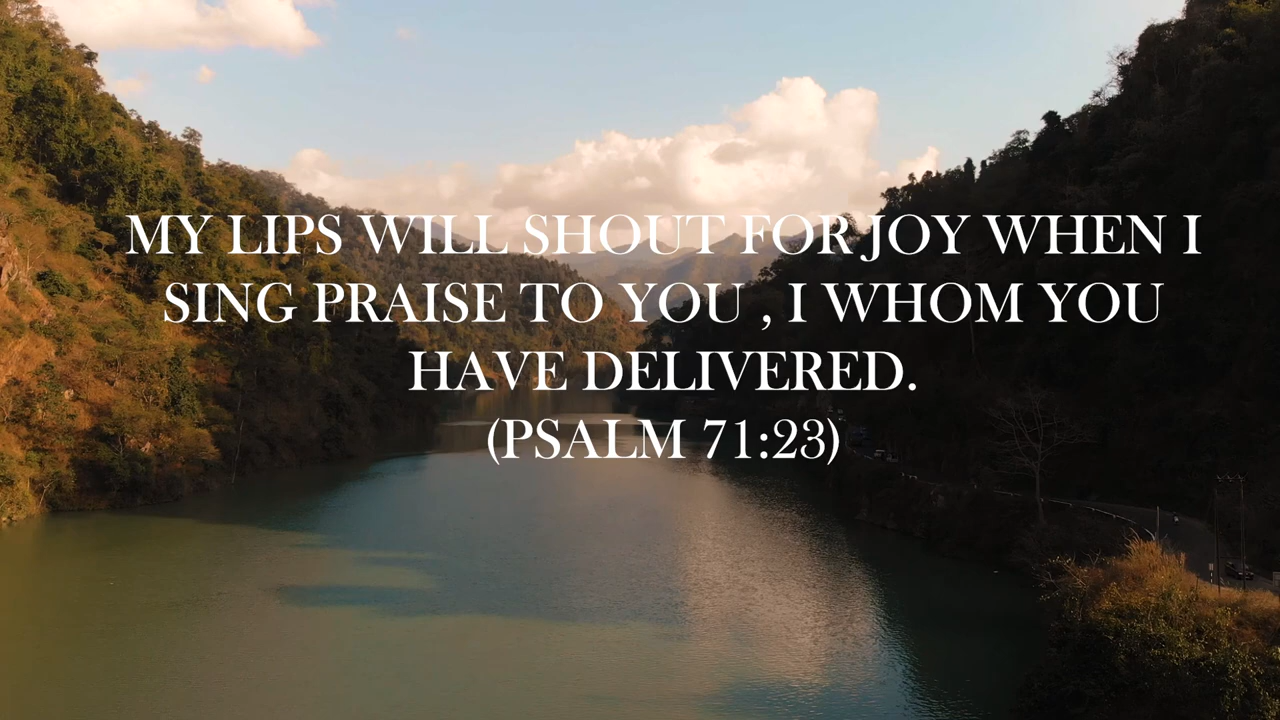 MY LIPS WILL SHOUT FOR JOY WHEN I
SING PRAISE TO YOU , I WHOM YOU
HAVE DELIVERED.
(PSALM 71:23)